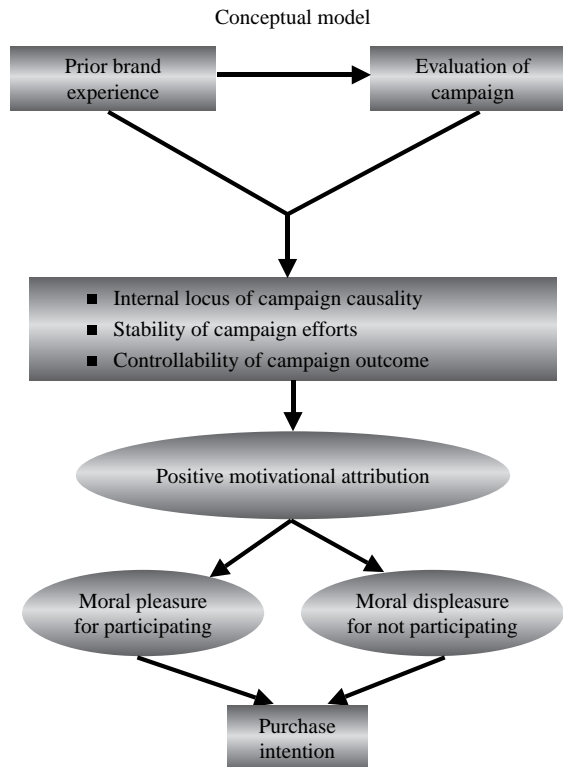 Conceptual model
Prior brand
experience
Evaluation of
campaign
■ Internal locus of campaign causality
■ Stability of campaign efforts
■ Controllability of campaign outcome
Positive motivational attribution
Moral pleasure
for participating
Moral displeasure
for not participating
Purchase
intention